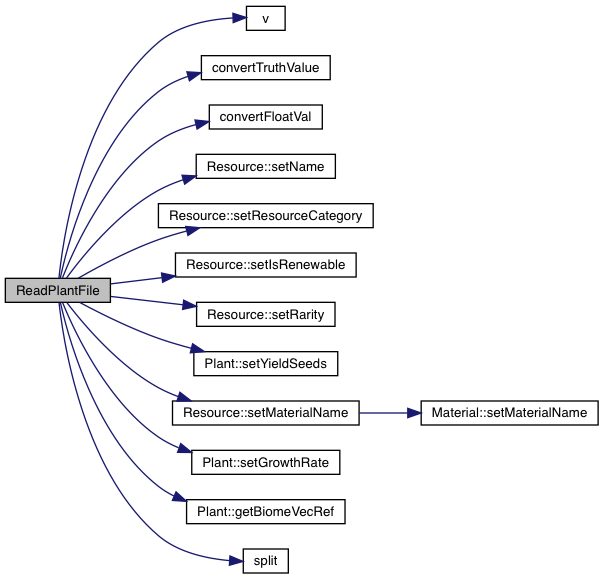 v
convertTruthValue
convertFloatVal
Resource::setName
Resource::setResourceCategory
Resource::setIsRenewable
ReadPlantFile
Resource::setRarity
Plant::setYieldSeeds
Resource::setMaterialName
Material::setMaterialName
Plant::setGrowthRate
Plant::getBiomeVecRef
split